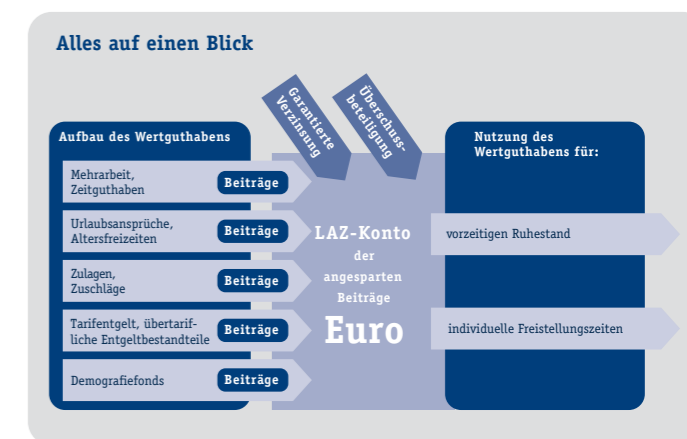 Alles auf einen Blick
Garantierte
Verzinsung
Überschuss-
beteiligung
Aufbau des Wertguthabens
Mehrarbeit,
Zeitguthaben
Beiträge
Urlaubsansprüche,
Altersfreizeiten
Beiträge
Zulagen,
Zuschläge
Beiträge
Tarifentgelt, übertarif-
liche Entgeltbestandteile
Beiträge
Demografiefonds
Beiträge
LAZ-Konto
der
angesparten
Beiträge
Euro
Nutzung des
Wertguthabens für:
vorzeitigen Ruhestand
individuelle Freistellungszeiten